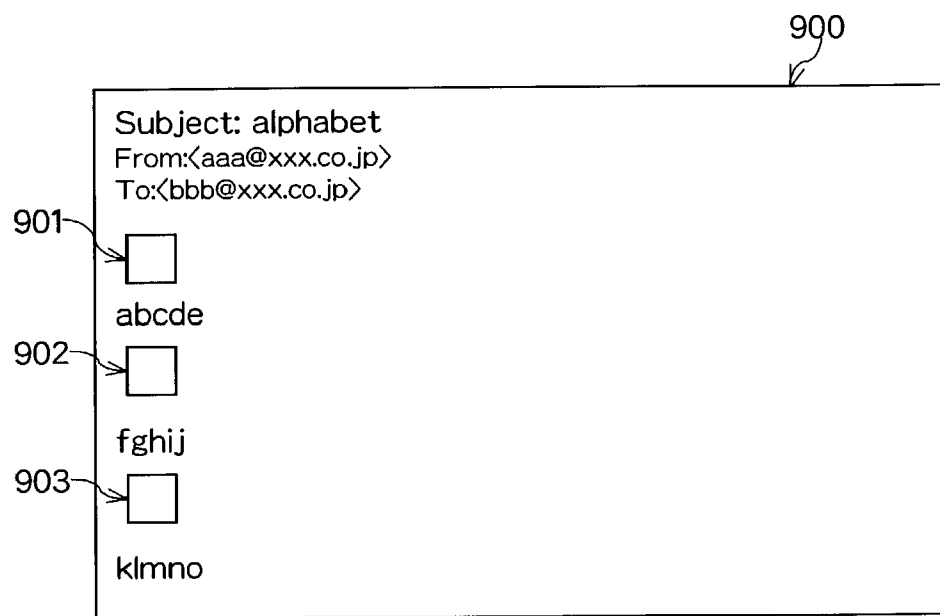 900
Subject: alphabet
From:<aaa@xxx.co.jp>
To:<bbb@xxx.co.jp>
901
abcde
902
fghij
903
klmno